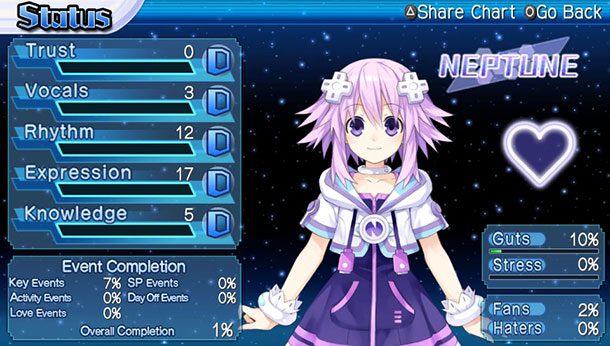 Status
△Share Chart ○Go Back
Trust 0 D
Vocals 3 D
Rhythm 12 D
Expression 17 D
Knowledge 5 D
NEPTUNE
N
Event Completion
Key Events 7% SP Events 0%
Activity Events 0% Day Off Events 0%
Love Events 0%
Overall Completion 1%
Guts 10%
Stress 0%
Fans 2%
Haters 0%